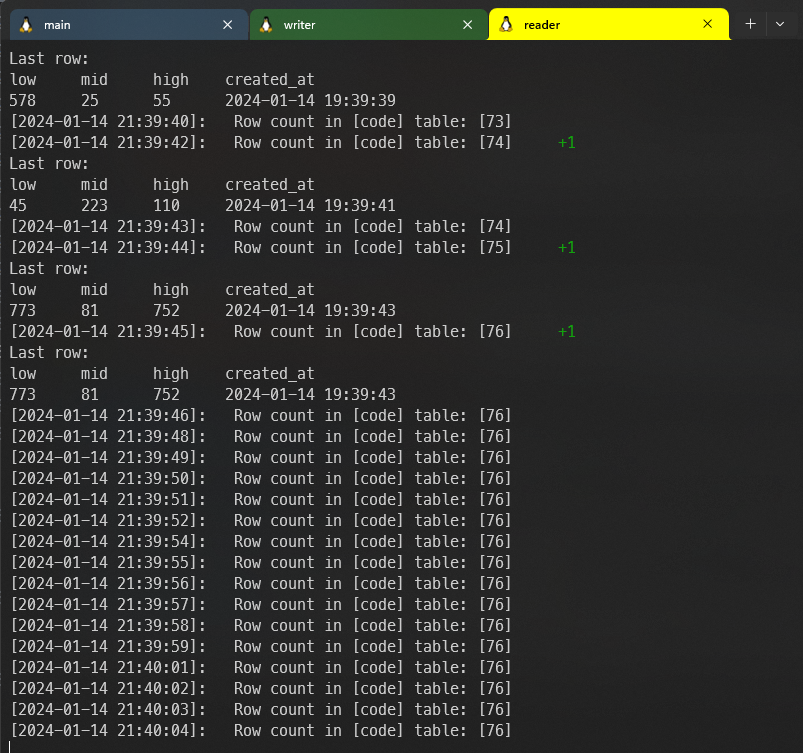 main writer reader
Last row:
low mid high created_at
578 25 55 2024-01-14 19:39:39
[2024-01-14 21:39:40]: Row count in [code] table: [73]
[2024-01-14 21:39:42]: Row count in [code] table: [74] +1
Last row:
low mid high created_at
45 223 110 2024-01-14 19:39:41
[2024-01-14 21:39:43]: Row count in [code] table: [74]
[2024-01-14 21:39:44]: Row count in [code] table: [75] +1
Last row:
low mid high created_at
773 81 752 2024-01-14 19:39:43
[2024-01-14 21:39:45]: Row count in [code] table: [76] +1
Last row:
low mid high created_at
773 81 752 2024-01-14 19:39:43
[2024-01-14 21:39:46]: Row count in [code] table: [76]
[2024-01-14 21:39:48]: Row count in [code] table: [76]
[2024-01-14 21:39:49]: Row count in [code] table: [76]
[2024-01-14 21:39:50]: Row count in [code] table: [76]
[2024-01-14 21:39:51]: Row count in [code] table: [76]
[2024-01-14 21:39:52]: Row count in [code] table: [76]
[2024-01-14 21:39:54]: Row count in [code] table: [76]
[2024-01-14 21:39:55]: Row count in [code] table: [76]
[2024-01-14 21:39:56]: Row count in [code] table: [76]
[2024-01-14 21:39:57]: Row count in [code] table: [76]
[2024-01-14 21:39:58]: Row count in [code] table: [76]
[2024-01-14 21:39:59]: Row count in [code] table: [76]
[2024-01-14 21:40:01]: Row count in [code] table: [76]
[2024-01-14 21:40:02]: Row count in [code] table: [76]
[2024-01-14 21:40:03]: Row count in [code] table: [76]
[2024-01-14 21:40:04]: Row count in [code] table: [76]